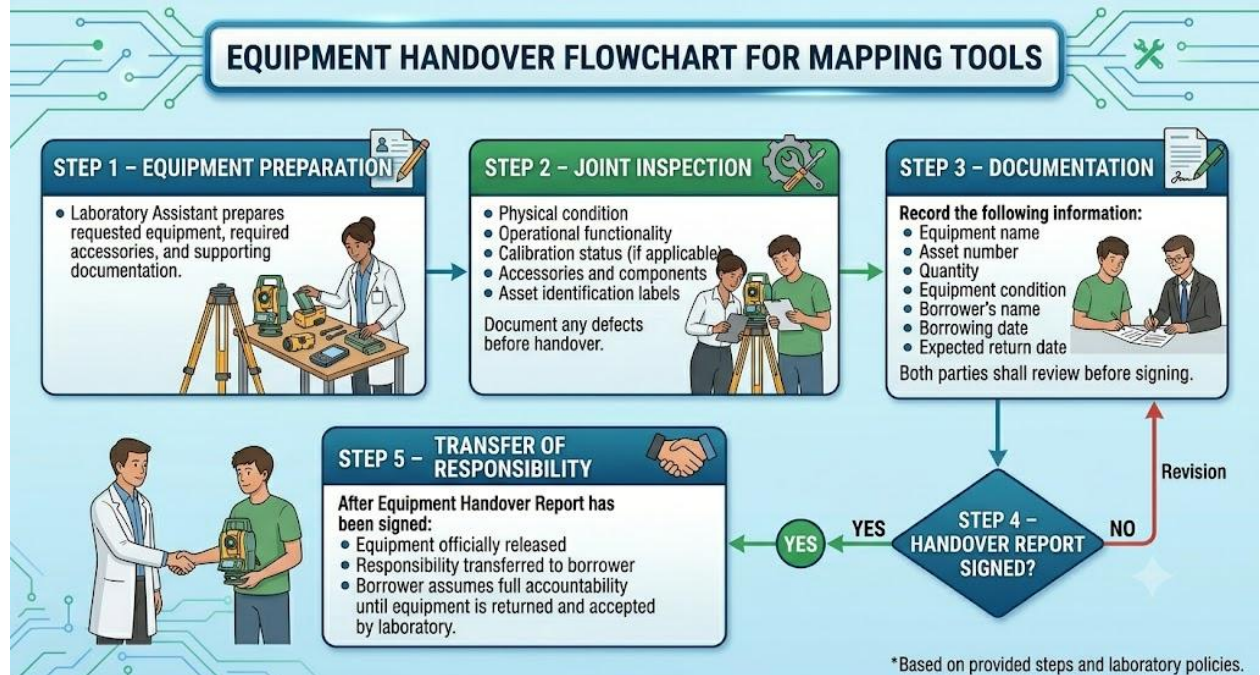 EQUIPMENT HANDOVER FLOWCHART FOR MAPPING TOOLS
STEP 1 – EQUIPMENT PREPARATION
• Laboratory Assistant prepares
requested equipment, required
accessories, and supporting
documentation.
STEP 2 – JOINT INSPECTION
• Physical condition
• Operational functionality
• Calibration status (if applicable)
• Accessories and components
• Asset identification labels
Document any defects
before handover.
STEP 3 – DOCUMENTATION
Record the following information:
• Equipment name
• Asset number
• Quantity
• Equipment condition
• Borrower's name
• Borrowing date
• Expected return date
Both parties shall review before signing.
STEP 4 –
HANDOVER REPORT
SIGNED?
NO
Revision
YES
YES
STEP 5 – TRANSFER OF
RESPONSIBILITY
After Equipment Handover Report has
been signed:
• Equipment officially released
• Responsibility transferred to borrower
• Borrower assumes full accountability
until equipment is returned and accepted
by laboratory.
*Based on provided steps and laboratory policies.